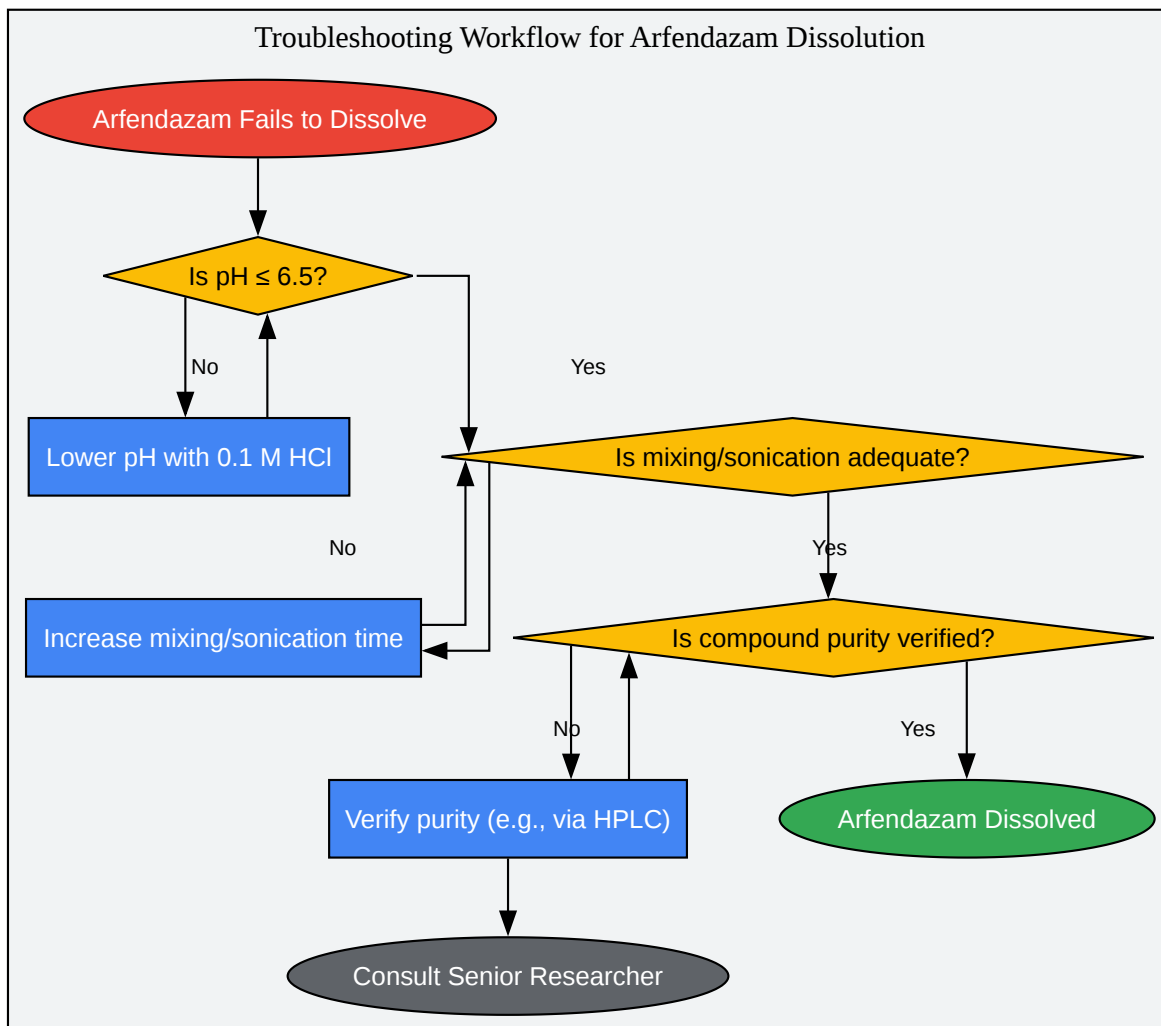 Troubleshooting Workflow for Arfendazam Dissolution
Arfendazam Fails to Dissolve
Is pH ≤ 6.5?
No
Yes
Lower pH with 0.1 M HCl
Is mixing/sonication adequate?
No
Yes
Increase mixing/sonication time
Is compound purity verified?
No
Yes
Verify purity (e.g., via HPLC)
Arfendazam Dissolved
Consult Senior Researcher